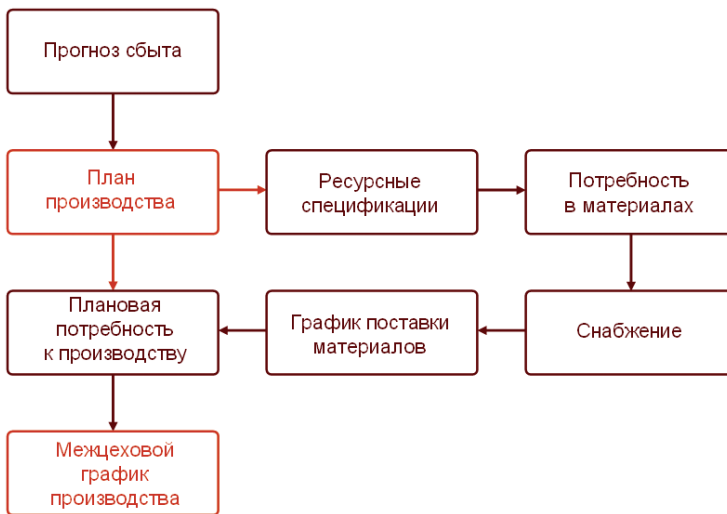 Прогноз сбыта
План
производства
Ресурсные
спецификации
Потребность
в материалах
Плановая
потребность
к производству
График поставки
материалов
Снабжение
Межцеховой
график
производства